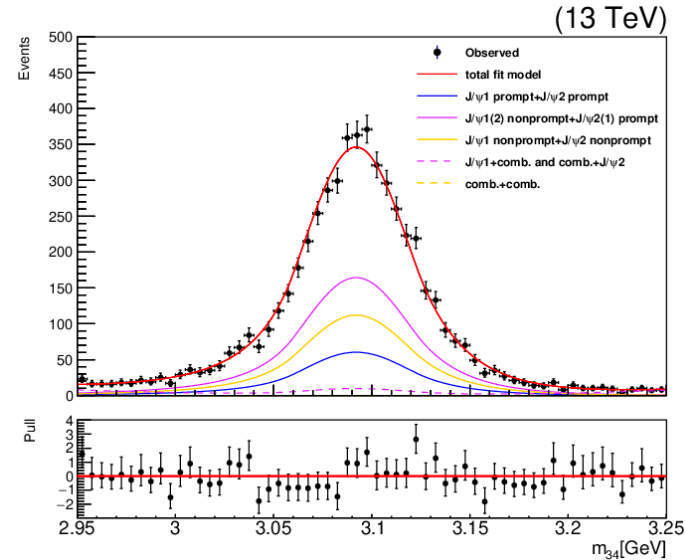 (13 TeV)
Events
500
450
400
350
300
250
200
150
100
50
0
Observed
total fit model
J/ψ1 prompt+J/ψ2 prompt
J/ψ1(2) nonprompt+J/ψ2(1) prompt
J/ψ1 nonprompt+J/ψ2 nonprompt
J/ψ1+comb. and comb.+J/ψ2
comb.+comb.
Pull
4
3
2
1
0
−1
−2
2.95 3 3.05 3.1 3.15 3.2 3.25
m34[GeV]